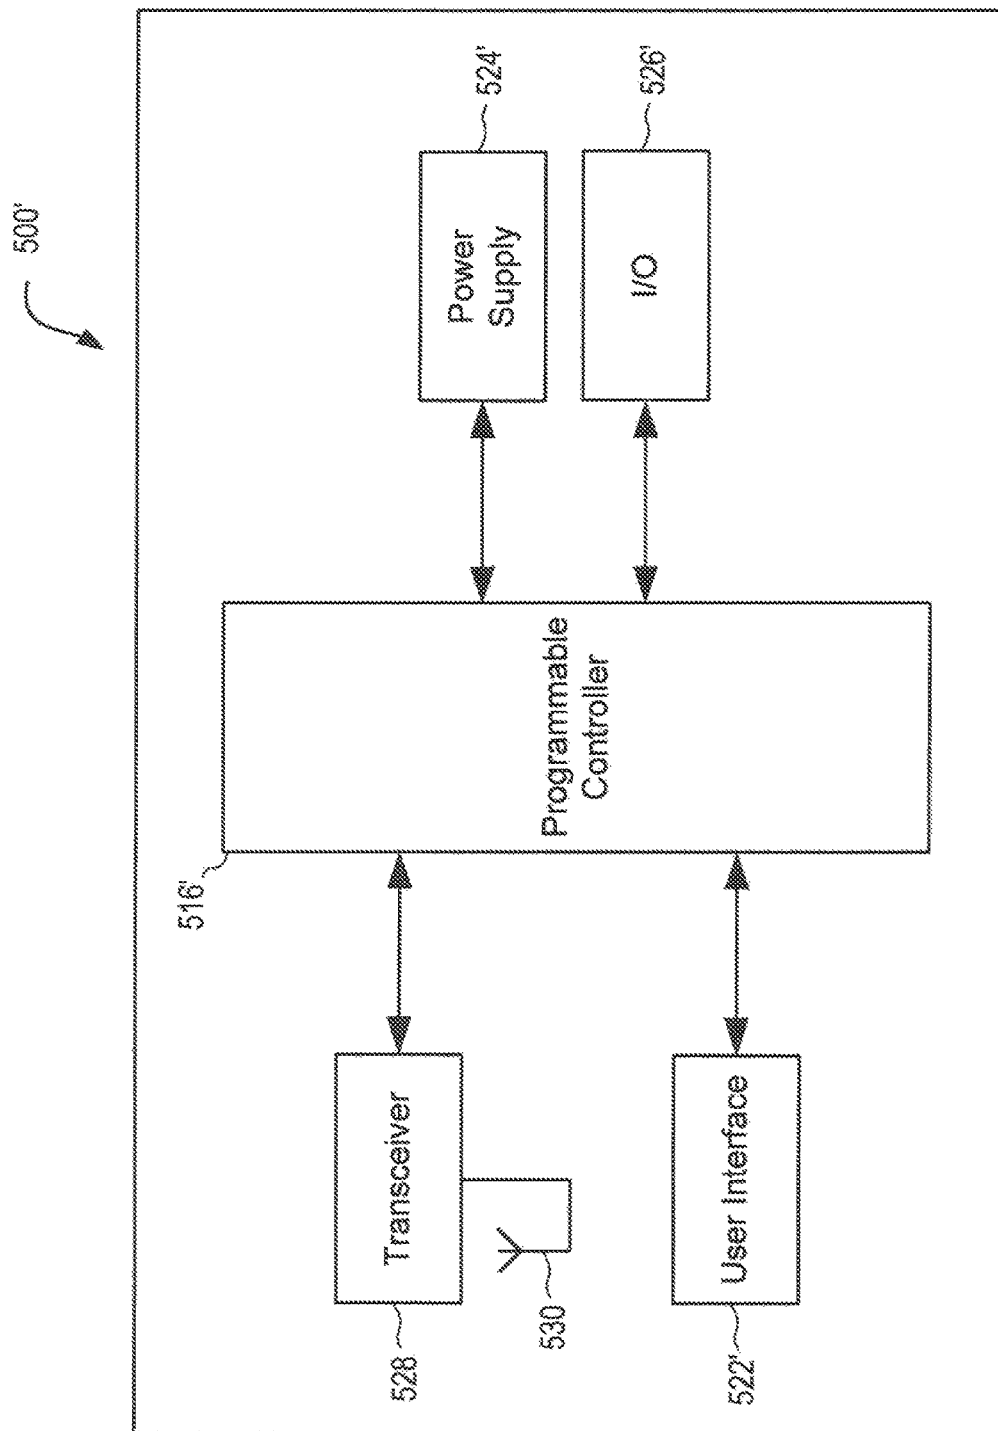 500'
516'
528
Transceiver
530
522'
User Interface
Programmable
Controller
Power
Supply
524'
I/O
526'